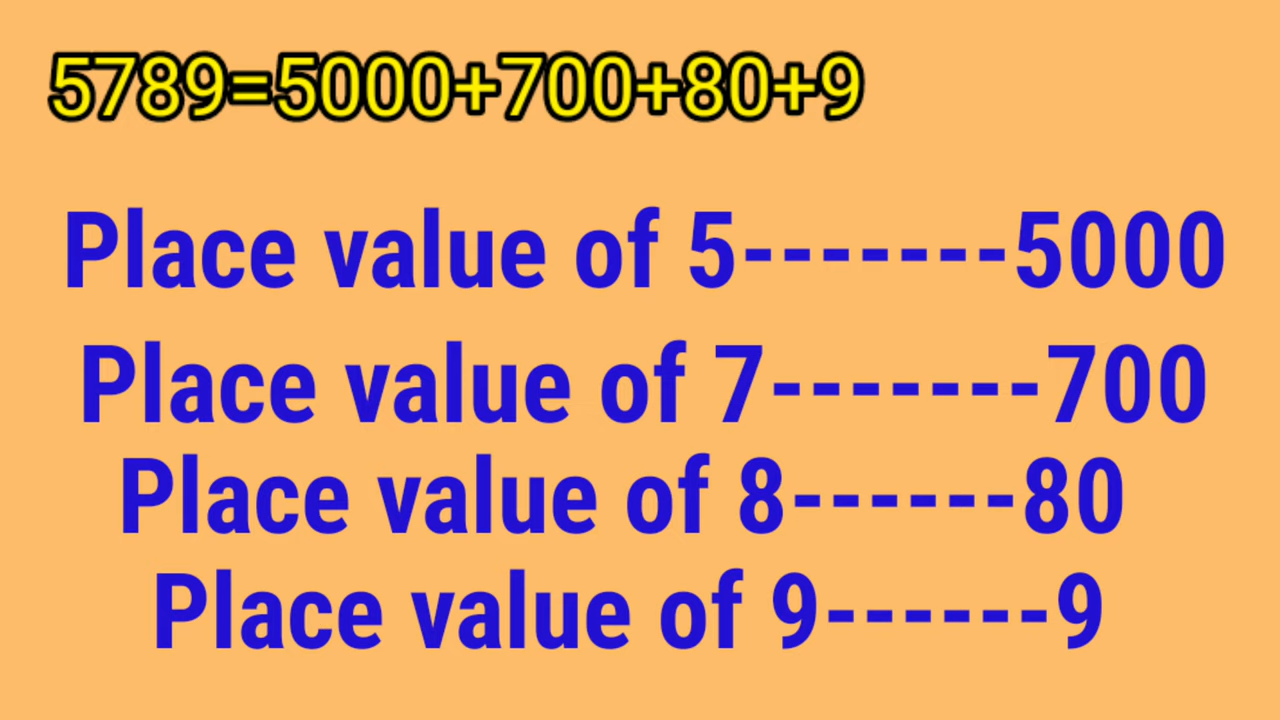 5789=5000+700+80+9
Place value of 5-------5000
Place value of 7-------700
Place value of 8------80
Place value of 9------9